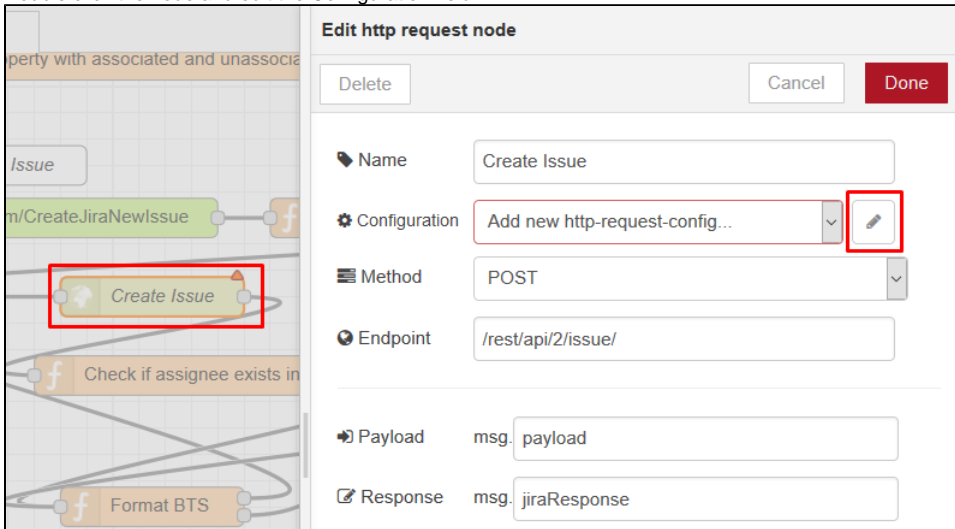 Edit http request node
perty with associated and unassocia
Delete
Cancel
Done
Issue
Name
Create Issue
m/CreateJiraNewIssue
Configuration
Add new http-request-config...
Method
POST
Create Issue
Endpoint
/rest/api/2/issue/
Check if assignee exists in
Payload
msg. payload
Response
msg. jiraResponse
Format BTS